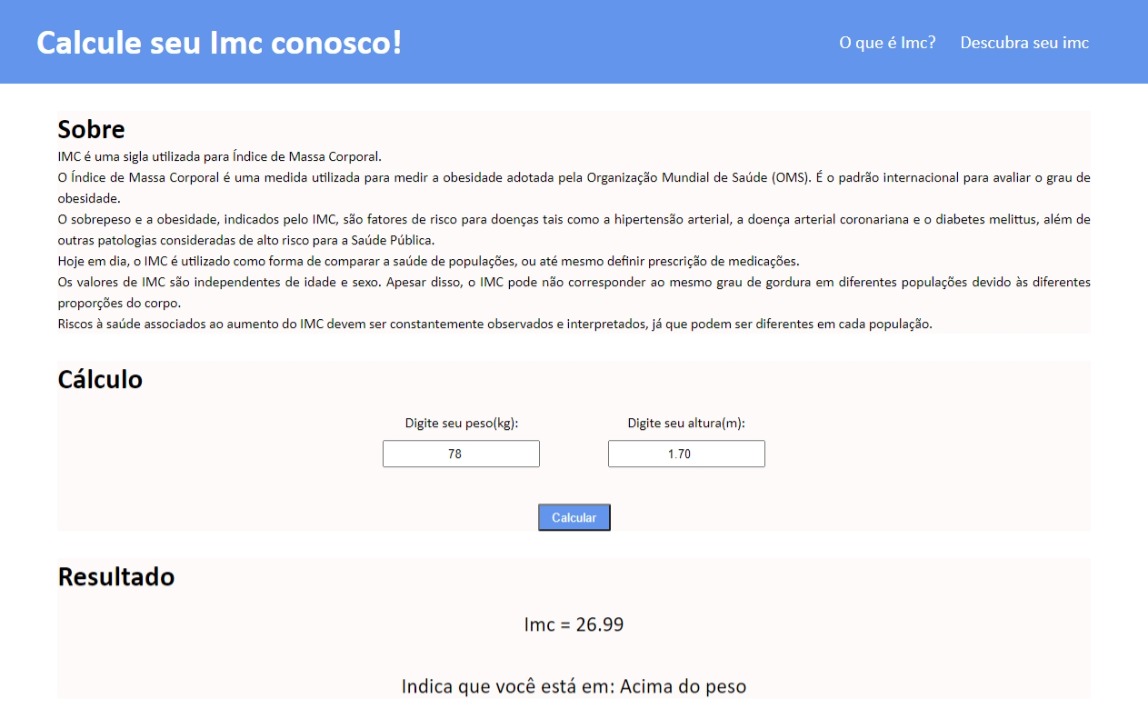 Calcule seu Imc conosco!
O que é Imc? Descubra seu imc
Sobre
IMC é uma sigla utilizada para Índice de Massa Corporal.
O Índice de Massa Corporal é uma medida utilizada para medir a obesidade adotada pela Organização Mundial de Saúde (OMS). É o padrão internacional para avaliar o grau de
obesidade.
O sobrepeso e a obesidade, indicados pelo IMC, são fatores de risco para doenças tais como a hipertensão arterial, a doença arterial coronariana e o diabetes melittus, além de
outras patologias consideradas de alto risco para a Saúde Pública.
Hoje em dia, o IMC é utilizado como forma de comparar a saúde de populações, ou até mesmo definir prescrição de medicações.
Os valores de IMC são independentes de idade e sexo. Apesar disso, o IMC pode não corresponder ao mesmo grau de gordura em diferentes populações devido às diferentes
proporções do corpo.
Riscos à saúde associados ao aumento do IMC devem ser constantemente observados e interpretados, já que podem ser diferentes em cada população.
Cálculo
Digite seu peso(kg): Digite seu altura(m):
78 1.70
Calcular
Resultado
Imc = 26.99
Indica que você está em: Acima do peso